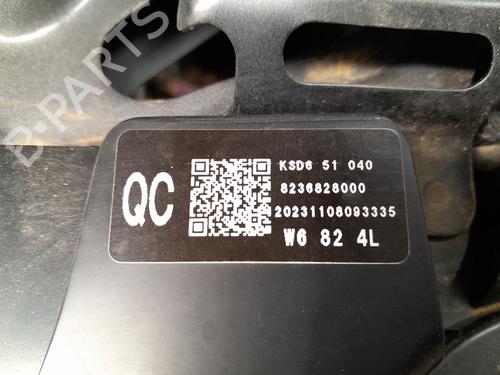 B-PARTS
QC
KSD6 51 040
8236828000
20231108093335
W6 82 4L